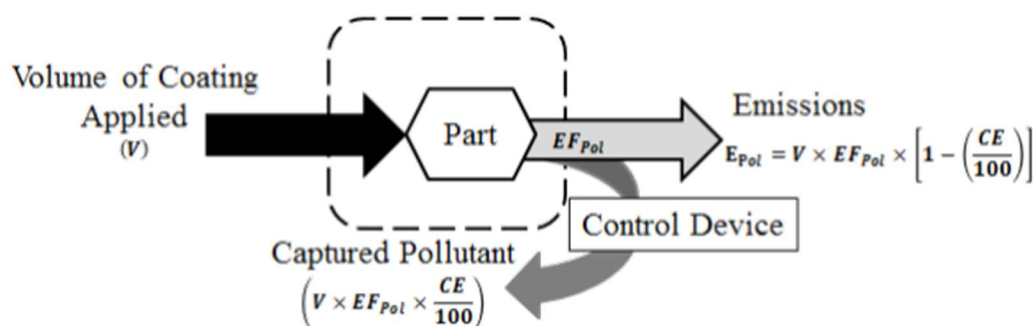 Volume of Coating
Applied
(V)
Part
EF_Pol
Emissions
E_Pol = V × EF_Pol × [1 − (CE/100)]
Control Device
Captured Pollutant
(V × EF_Pol × CE/100)